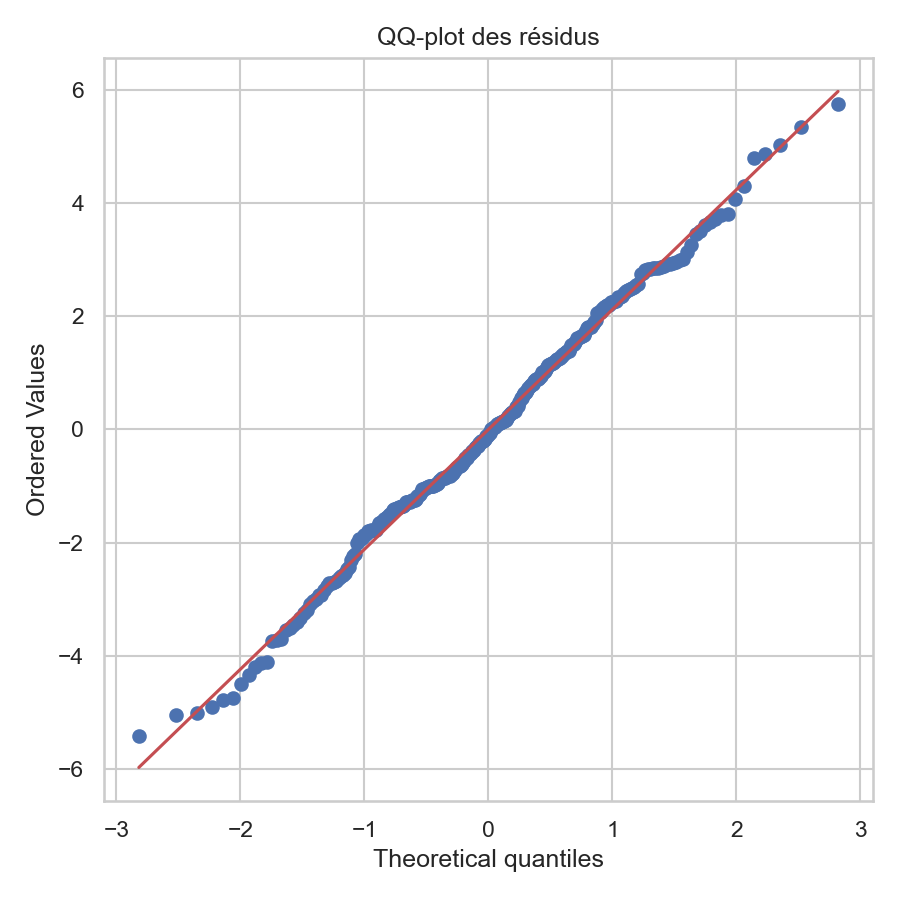 QQ-plot des résidus
6
4
2
0
−2
−4
−6
Ordered Values
−3 −2 −1 0 1 2 3
Theoretical quantiles